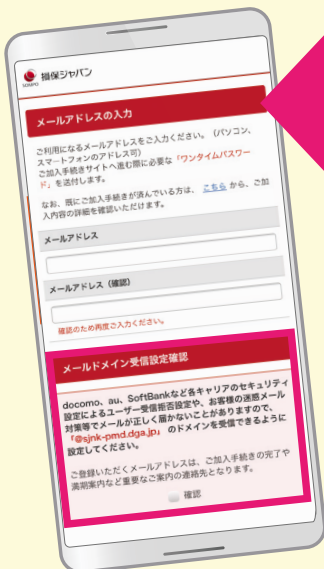 SOMPO 損保ジャパン
メールアドレスの入力
ご利用になるメールアドレスをご入力ください。(パソコン、
スマートフォンのアドレス可)
ご加入手続きサイトへ進む際に必要な「ワンタイムパスワー
ド」を送付します。
なお、既にご加入手続きが済んでいる方は、こちら から、ご加
入内容の詳細を確認いただけます。
メールアドレス
メールアドレス(確認)
確認のため再度ご入力ください。
メールドメイン受信設定確認
docomo、au、SoftBankなど各キャリアのセキュリティ
設定によるユーザー受信拒否設定や、お客様の迷惑メール
対策等でメールが正しく届かないことがありますので、
「@sjnk-pmd.dga.jp」のドメインを受信できるように
設定してください。
ご登録いただくメールアドレスは、ご加入手続きの完了や
満期案内など重要なご案内の連絡先となります。
確認